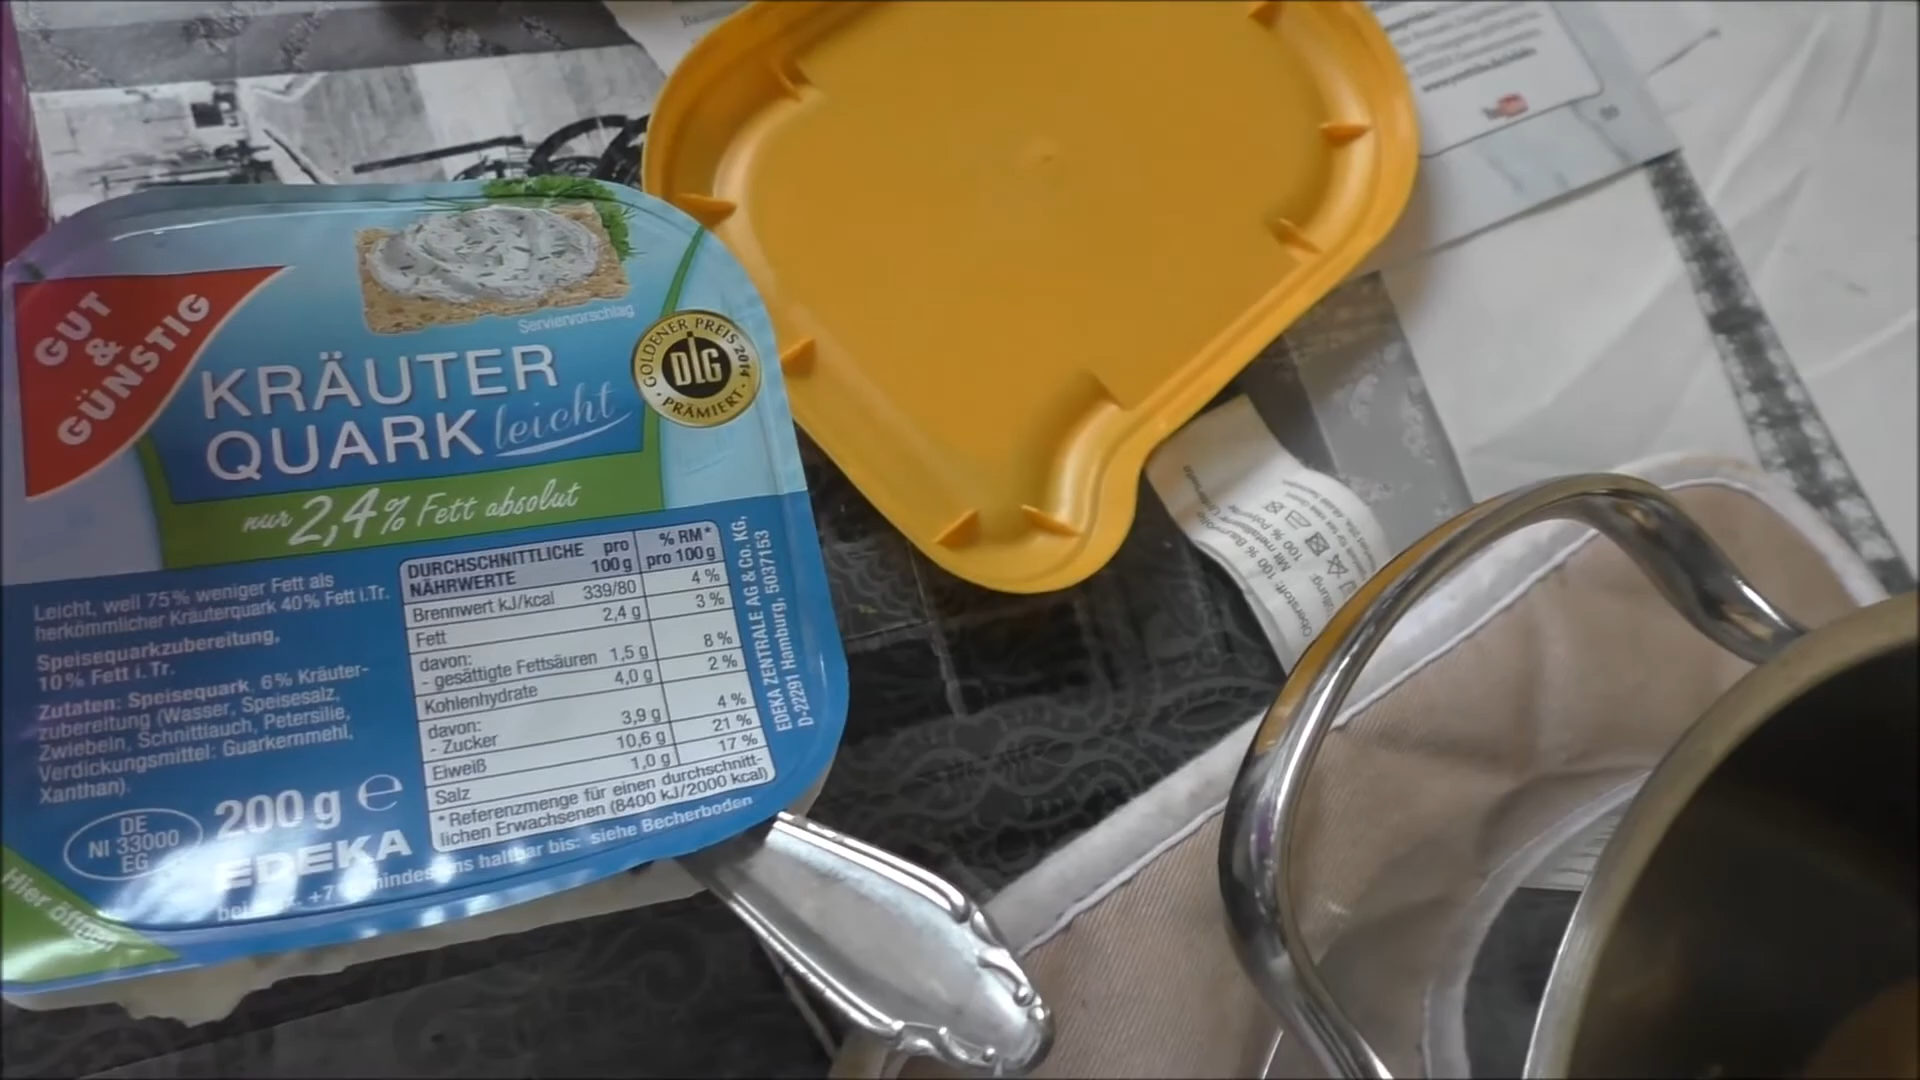 GUT
&
GÜNSTIG
Serviervorschlag
KRÄUTER
QUARK leicht
GOLDENER PREIS 2014
DLG
PRÄMIERT
nur 2,4% Fett absolut
Leicht, weil 75% weniger Fett als
herkömmlicher Kräuterquark 40% Fett i.Tr.
Speisequarkzubereitung,
10% Fett i. Tr.
Zutaten: Speisequark, 6% Kräuter-
zubereitung (Wasser, Speisesalz,
Zwiebeln, Schnittlauch, Petersilie,
Verdickungsmittel: Guarkernmehl,
Xanthan).
DE
NI 33000
EG
200 g e
EDEKA
DURCHSCHNITTLICHE NÄHRWERTE pro 100 g % RM* pro 100 g
Brennwert kJ/kcal 339/80 4 %
Fett 2,4 g 3 %
davon:
- gesättigte Fettsäuren 1,5 g 8 %
Kohlenhydrate 4,0 g 2 %
davon:
- Zucker 3,9 g 4 %
Eiweiß 10,6 g 21 %
Salz 1,0 g 17 %
* Referenzmenge für einen durchschnitt-
lichen Erwachsenen (8400 kJ/2000 kcal)
haltbar bis: siehe Becherboden
EDEKA ZENTRALE AG & Co. KG,
D-22291 Hamburg, 5037153
Hier öffnen
Oberstoff: 100 %
100 %